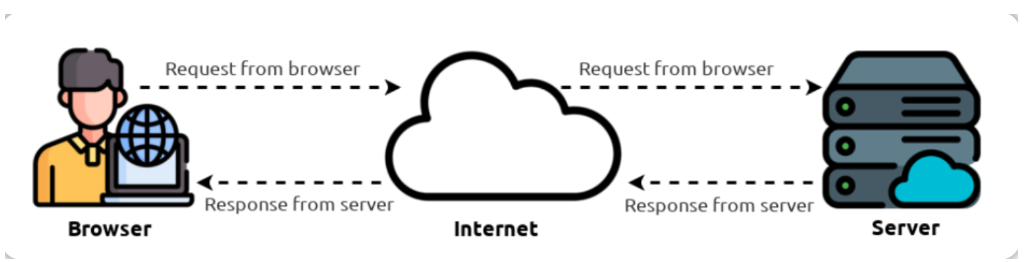 Request from browser
Request from browser
Response from server
Response from server
Browser
Internet
Server